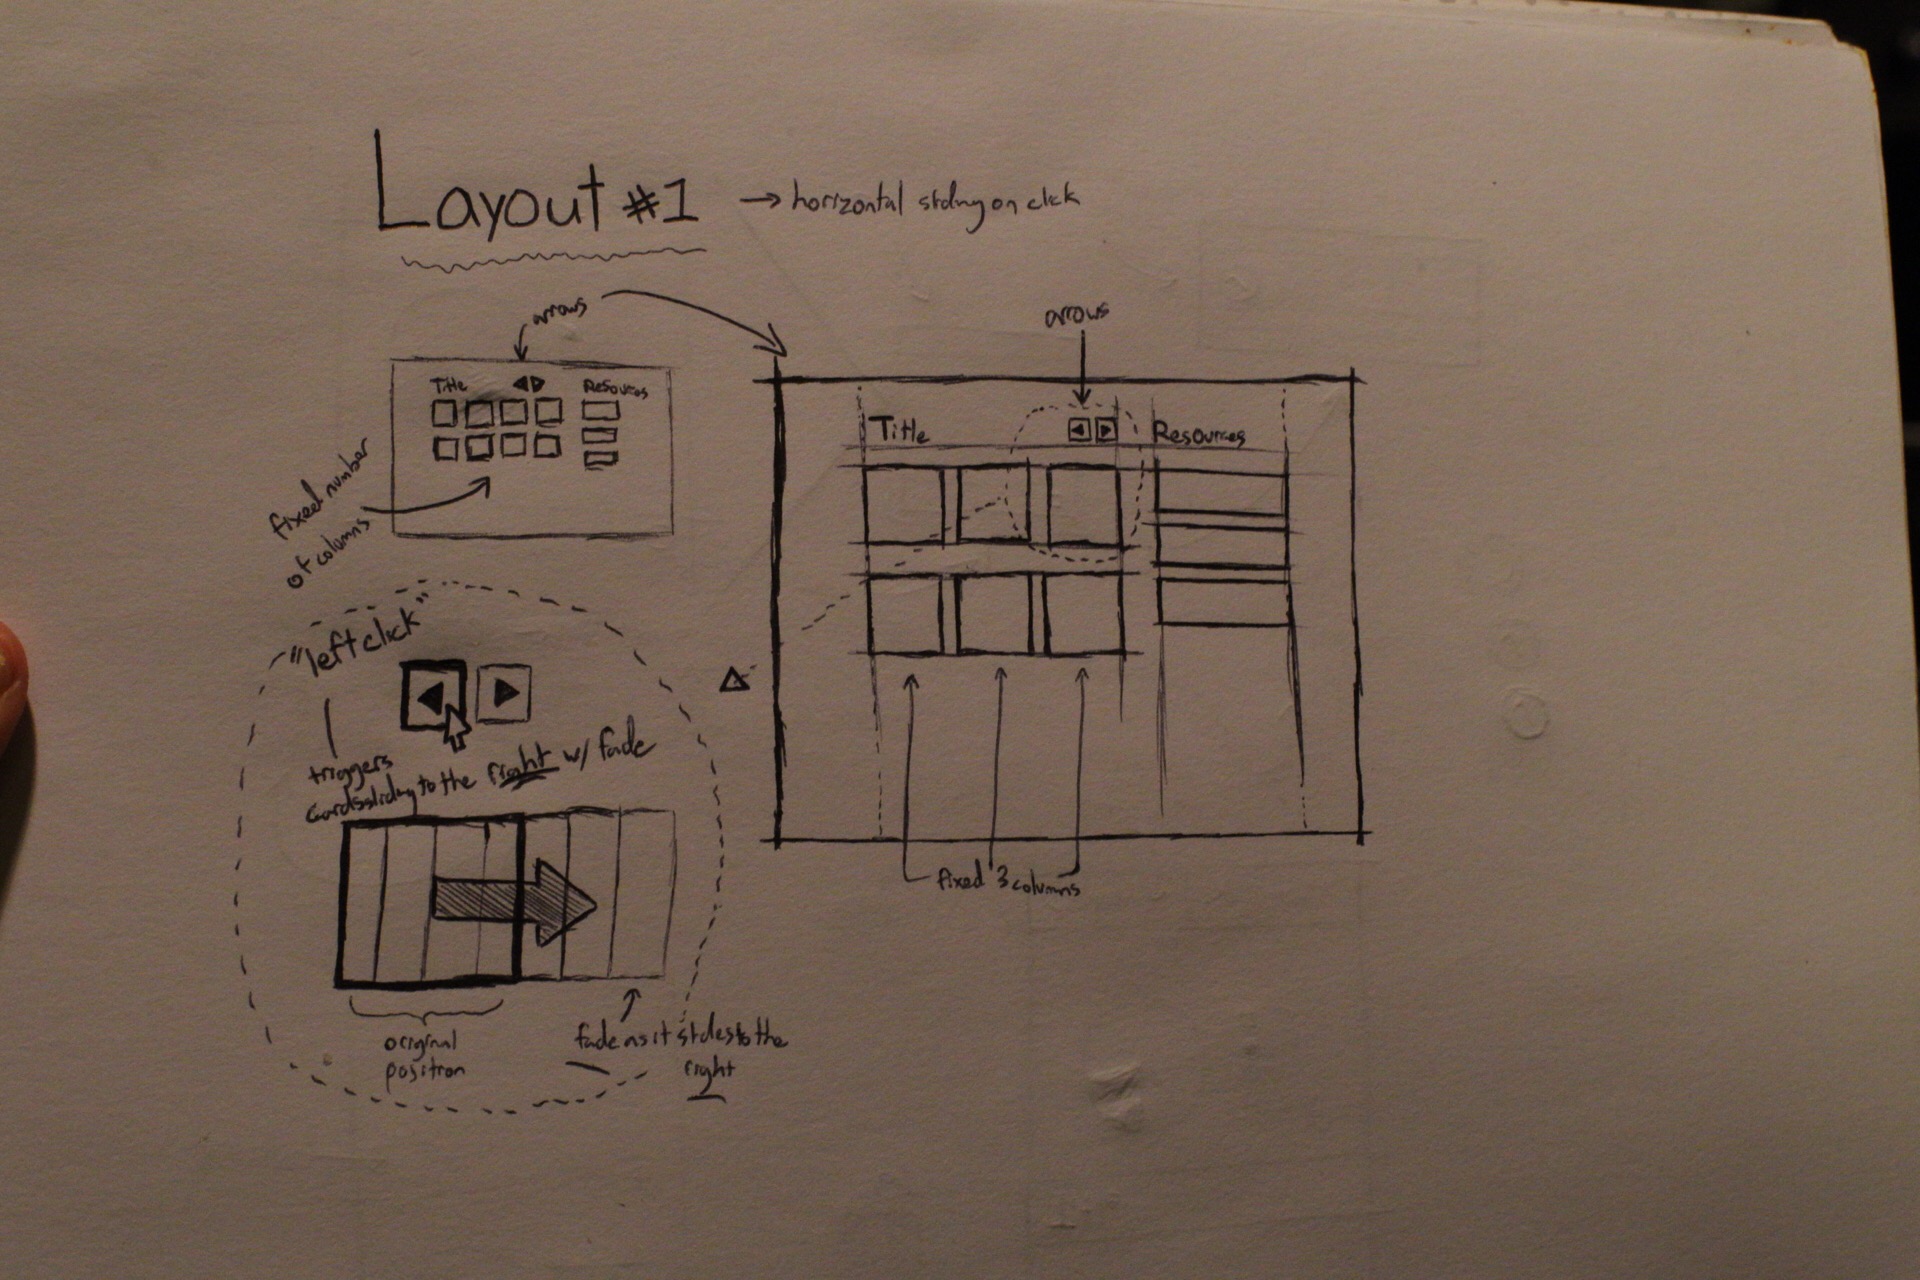 Layout #1 → horizontal sliding on click
arrows
Title
Resources
fixed number
of columns
arrows
Title
Resources
fixed 3 columns
"left click"
triggers
cards sliding to the right w/ fade
original
position
fade as it slides to the
right